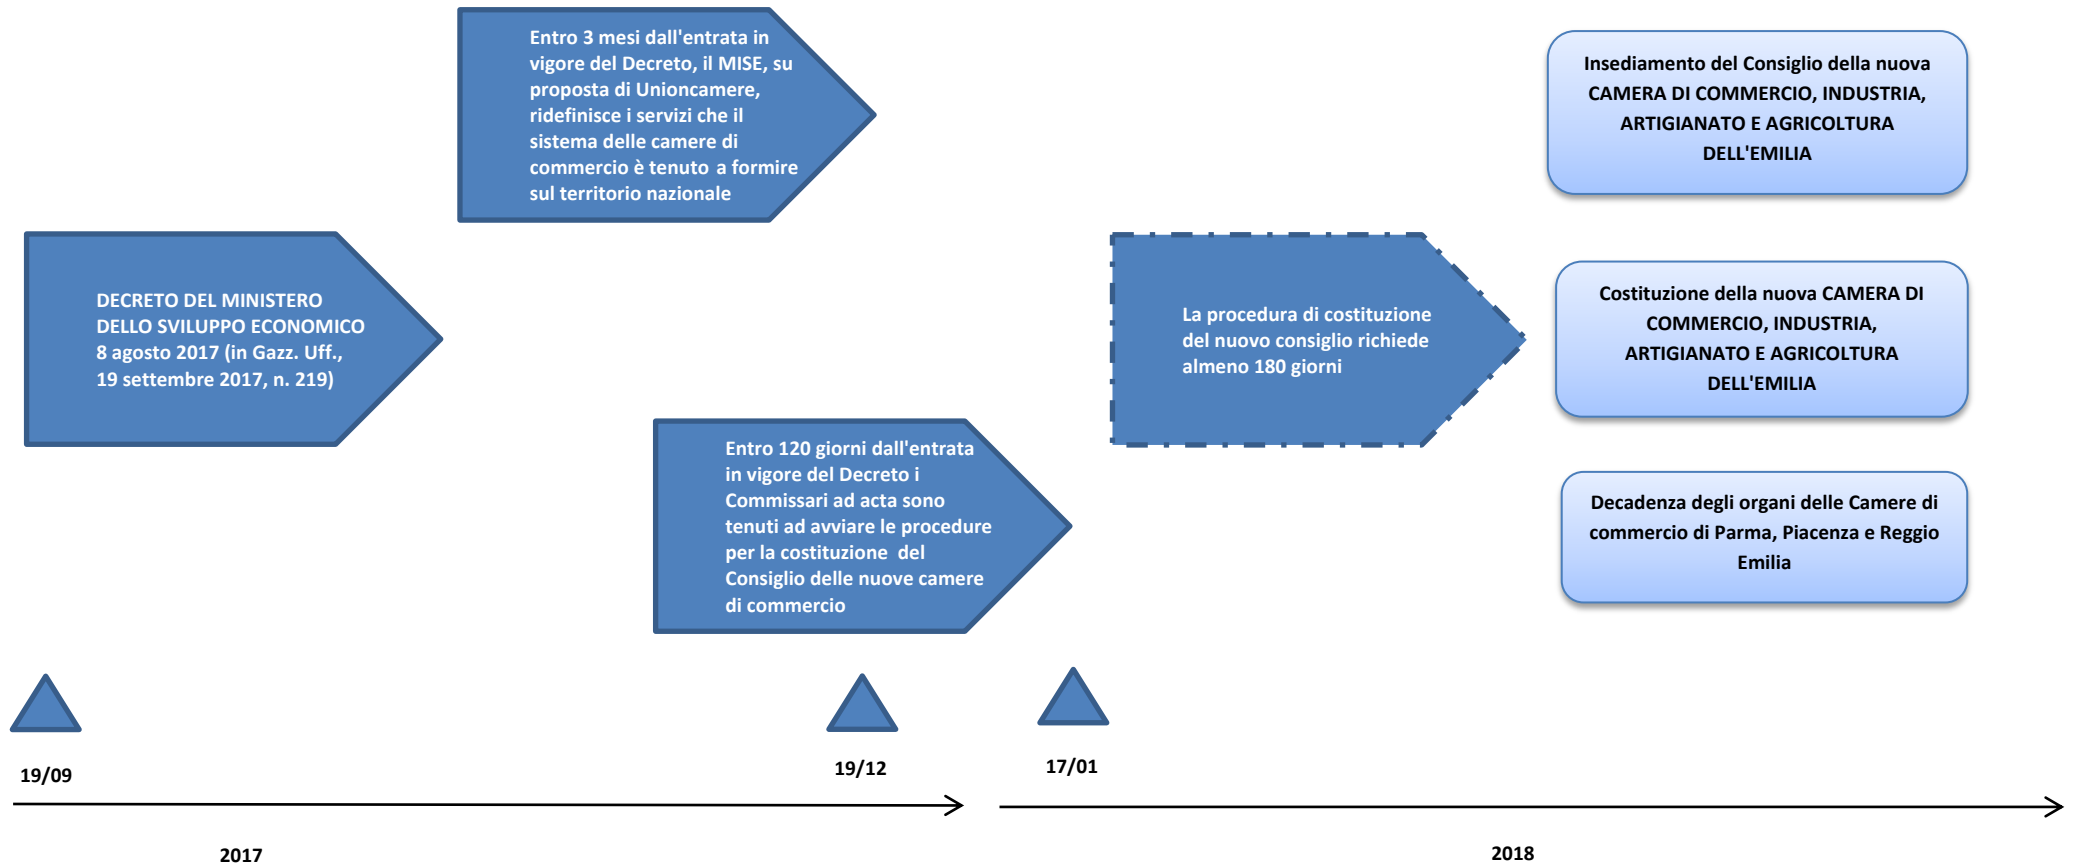 Entro 3 mesi dall'entrata in
vigore del Decreto, il MISE, su
proposta di Unioncamere,
ridefinisce i servizi che il
sistema delle camere di
commercio è tenuto a formire
sul territorio nazionale
Insediamento del Consiglio della nuova
CAMERA DI COMMERCIO, INDUSTRIA,
ARTIGIANATO E AGRICOLTURA
DELL'EMILIA
DECRETO DEL MINISTERO
DELLO SVILUPPO ECONOMICO
8 agosto 2017 (in Gazz. Uff.,
19 settembre 2017, n. 219)
La procedura di costituzione
del nuovo consiglio richiede
almeno 180 giorni
Costituzione della nuova CAMERA DI
COMMERCIO, INDUSTRIA,
ARTIGIANATO E AGRICOLTURA
DELL'EMILIA
Entro 120 giorni dall'entrata
in vigore del Decreto i
Commissari ad acta sono
tenuti ad avviare le procedure
per la costituzione del
Consiglio delle nuove camere
di commercio
Decadenza degli organi delle Camere di
commercio di Parma, Piacenza e Reggio
Emilia
19/09
19/12
17/01
2017
2018